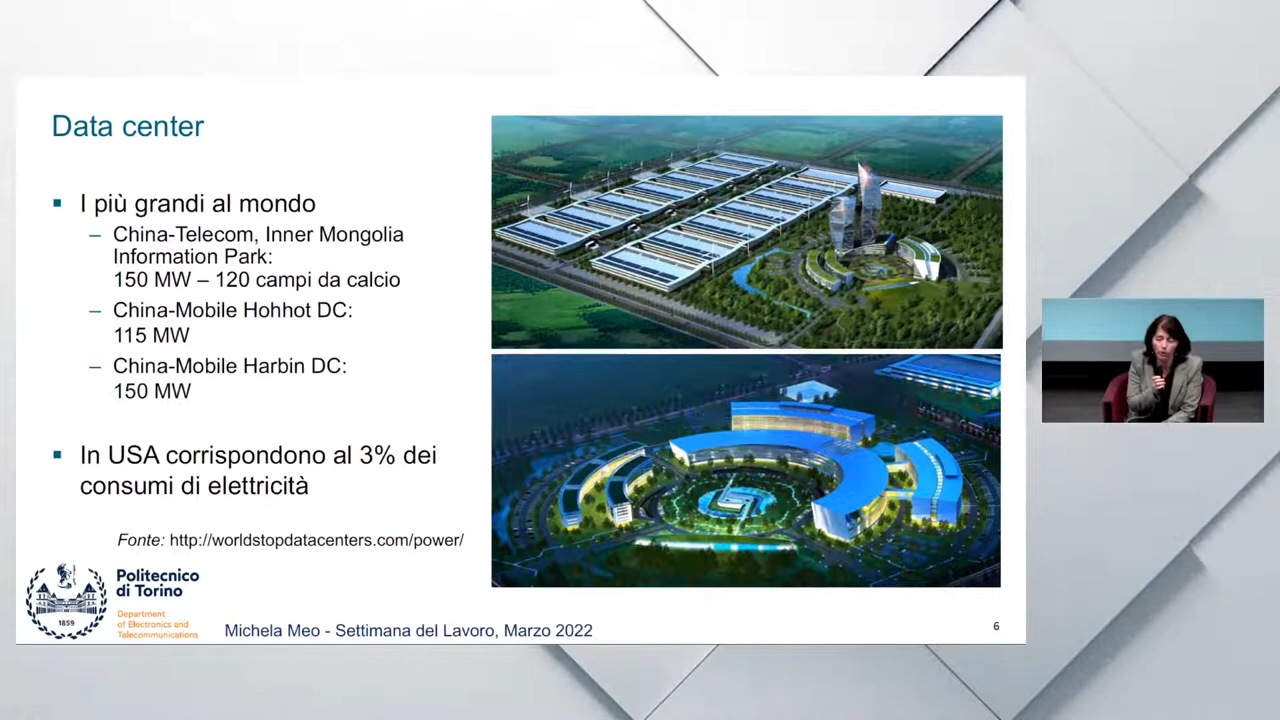 Data center
▪ I più grandi al mondo
– China-Telecom, Inner Mongolia
Information Park:
150 MW – 120 campi da calcio
– China-Mobile Hohhot DC:
115 MW
– China-Mobile Harbin DC:
150 MW
▪ In USA corrispondono al 3% dei
consumi di elettricità
Fonte: http://worldstopdatacenters.com/power/
1859
Politecnico
di Torino
Department
of Electronics and
Telecommunications
Michela Meo - Settimana del Lavoro, Marzo 2022
6